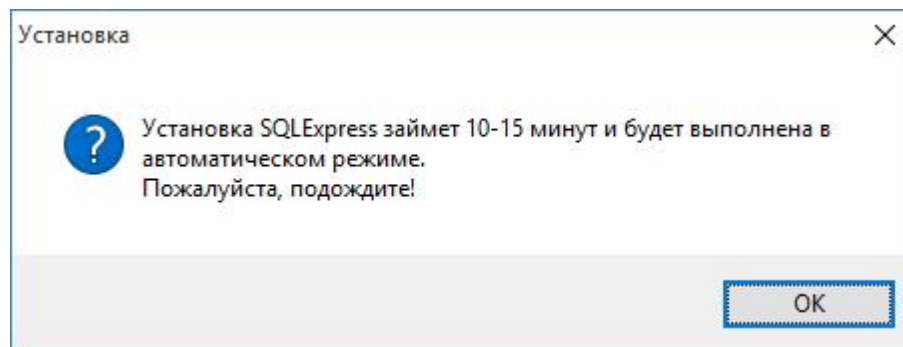 Установка
Установка SQLExpress займет 10-15 минут и будет выполнена в
автоматическом режиме.
Пожалуйста, подождите!
OK